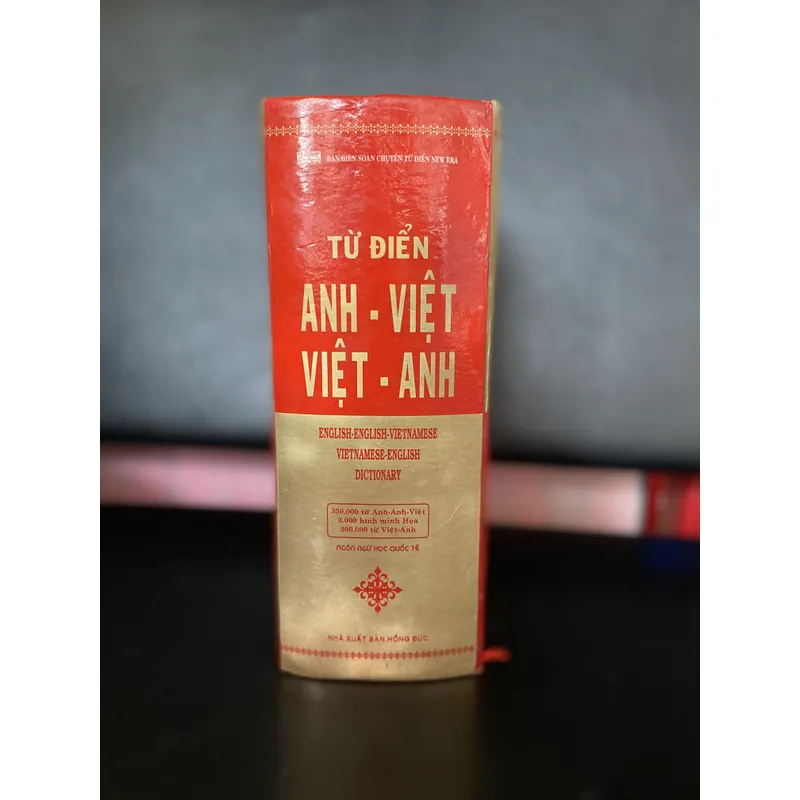 BAN BIÊN SOẠN CHUYÊN TỪ ĐIỂN NEW ERA
TỪ ĐIỂN
ANH - VIỆT
VIỆT - ANH
ENGLISH-ENGLISH-VIETNAMESE
VIETNAMESE-ENGLISH
DICTIONARY
350.000 từ Anh-Anh-Việt
3.000 hình minh Họa
200.000 từ Việt-Anh
NGÔN NGỮ HỌC QUỐC TẾ
NHÀ XUẤT BẢN HỒNG ĐỨC